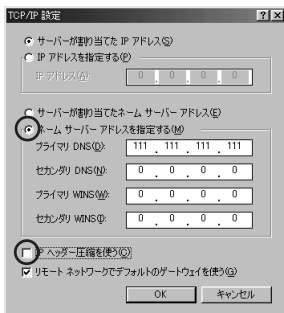 TCP/IP 設定
サーバーが割り当てた IP アドレス(S)
IP アドレスを指定する(P)
IP アドレス(A): 0 . 0 . 0 . 0
サーバーが割り当てたネーム サーバー アドレス(E)
ネーム サーバー アドレスを指定する(M)
プライマリ DNS(D): 111 . 111 . 111 . 111
セカンダリ DNS(N): 0 . 0 . 0 . 0
プライマリ WINS(W): 0 . 0 . 0 . 0
セカンダリ WINS(I): 0 . 0 . 0 . 0
IP ヘッダー圧縮を使う(C)
リモート ネットワークでデフォルトのゲートウェイを使う(G)
OK キャンセル